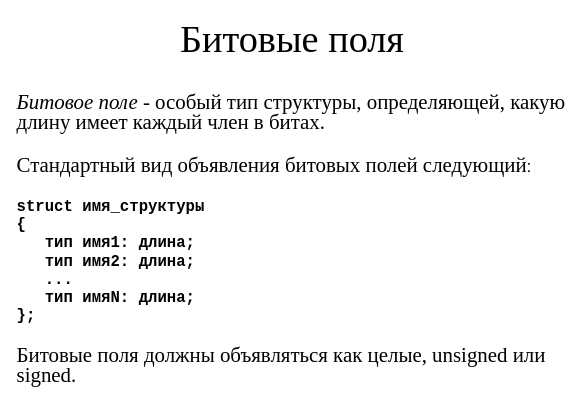 Битовые поля
Битовое поле - особый тип структуры, определяющей, какую
длину имеет каждый член в битах.
Стандартный вид объявления битовых полей следующий:
struct имя_структуры
{
тип имя1: длина;
тип имя2: длина;
...
тип имяN: длина;
};
Битовые поля должны объявляться как целые, unsigned или
signed.